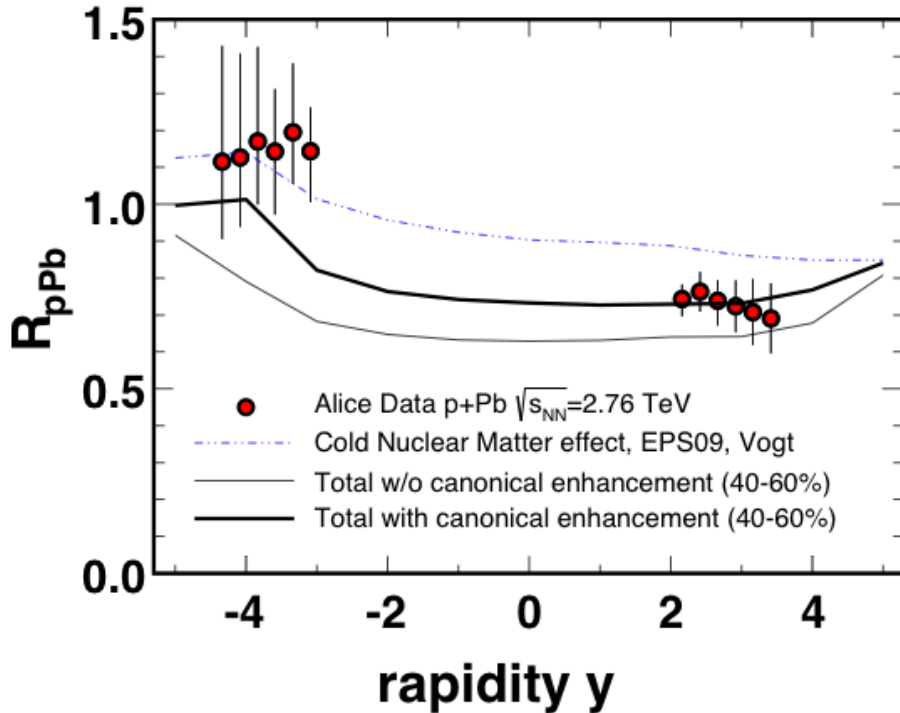 1.5
1.0
0.5
0.0
R_pPb
Alice Data p+Pb √s_NN=2.76 TeV
Cold Nuclear Matter effect, EPS09, Vogt
Total w/o canonical enhancement (40-60%)
Total with canonical enhancement (40-60%)
-4 -2 0 2 4
rapidity y